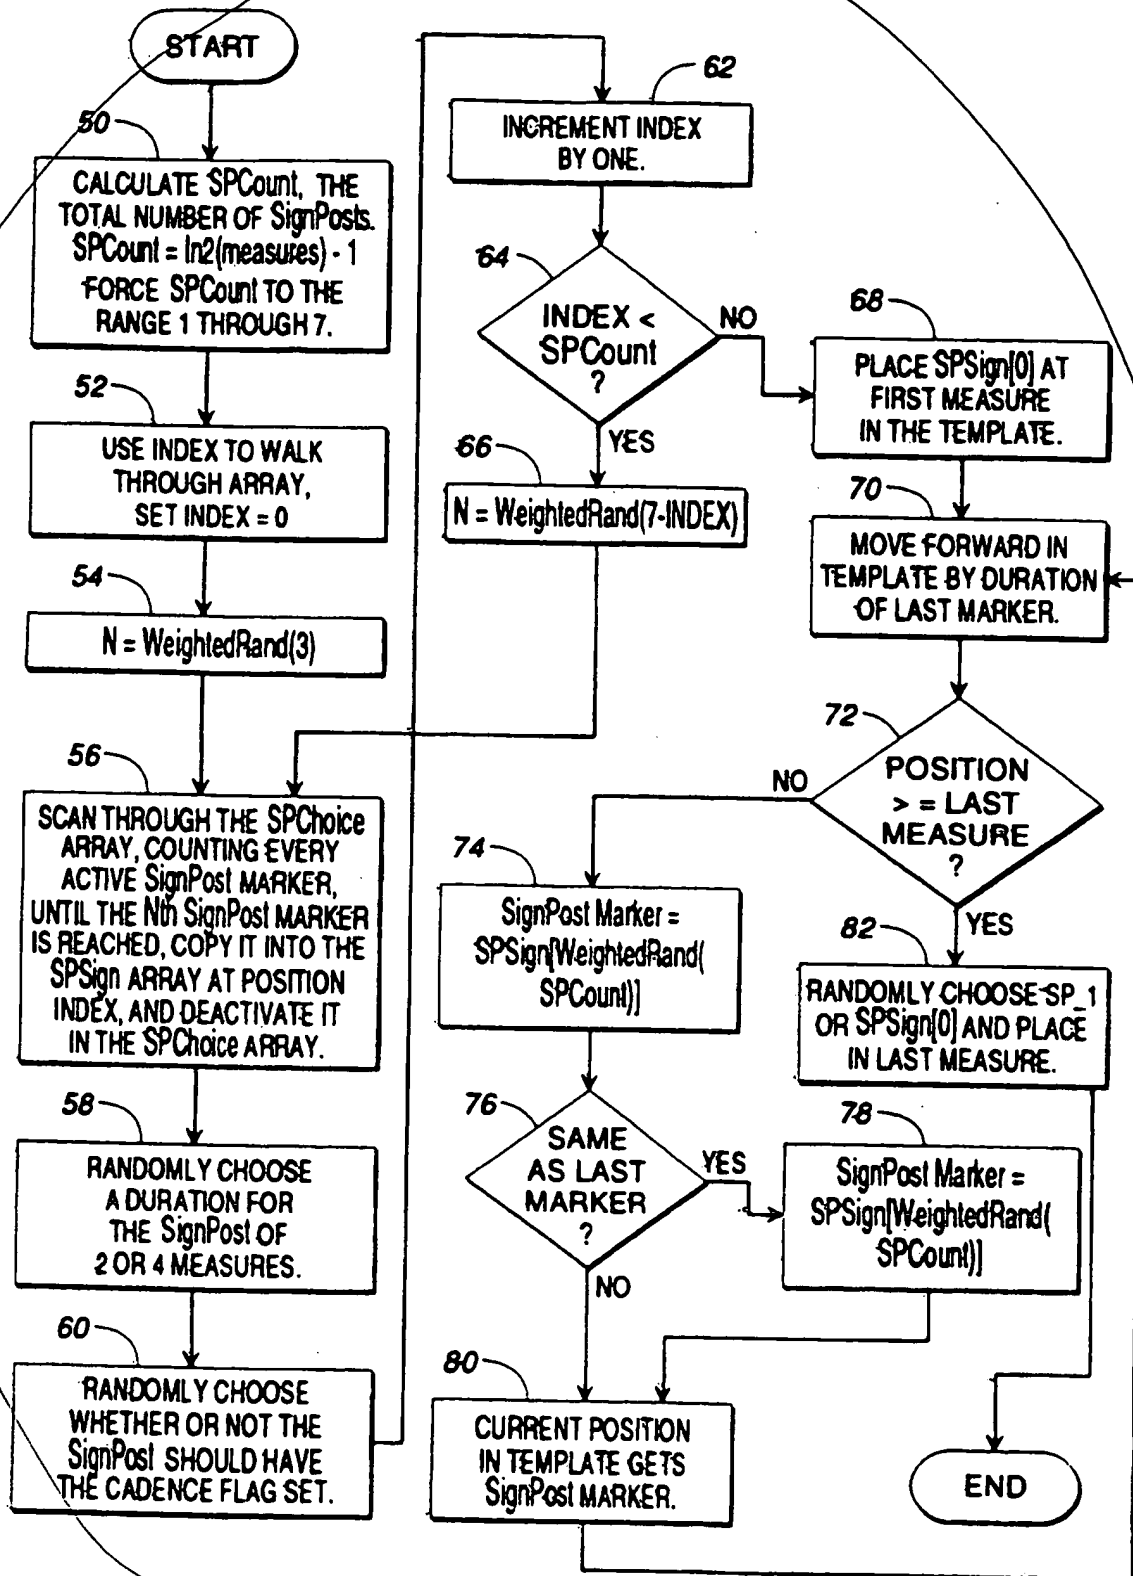 START
50
CALCULATE SPCount, THE
TOTAL NUMBER OF SignPosts.
SPCount = ln2(measures) - 1
FORCE SPCount TO THE
RANGE 1 THROUGH 7.
52
USE INDEX TO WALK
THROUGH ARRAY,
SET INDEX = 0
54
N = WeightedRand(3)
56
SCAN THROUGH THE SPChoice
ARRAY, COUNTING EVERY
ACTIVE SignPost MARKER,
UNTIL THE Nth SignPost MARKER
IS REACHED, COPY IT INTO THE
SPSign ARRAY AT POSITION
INDEX, AND DEACTIVATE IT
IN THE SPChoice ARRAY.
58
RANDOMLY CHOOSE
A DURATION FOR
THE SignPost OF
2 OR 4 MEASURES.
60
RANDOMLY CHOOSE
WHETHER OR NOT THE
SignPost SHOULD HAVE
THE CADENCE FLAG SET.
62
INCREMENT INDEX
BY ONE.
64
INDEX <
SPCount
?
NO
YES
66
N = WeightedRand(7-INDEX)
68
PLACE SPSign[0] AT
FIRST MEASURE
IN THE TEMPLATE.
70
MOVE FORWARD IN
TEMPLATE BY DURATION
OF LAST MARKER.
72
POSITION
> = LAST
MEASURE
?
NO
YES
74
SignPost Marker =
SPSign[WeightedRand(
SPCount)]
76
SAME
AS LAST
MARKER
?
YES
NO
78
SignPost Marker =
SPSign[WeightedRand(
SPCount)]
80
CURRENT POSITION
IN TEMPLATE GETS
SignPost MARKER.
82
RANDOMLY CHOOSE SP_1
OR SPSign[0] AND PLACE
IN LAST MEASURE.
END